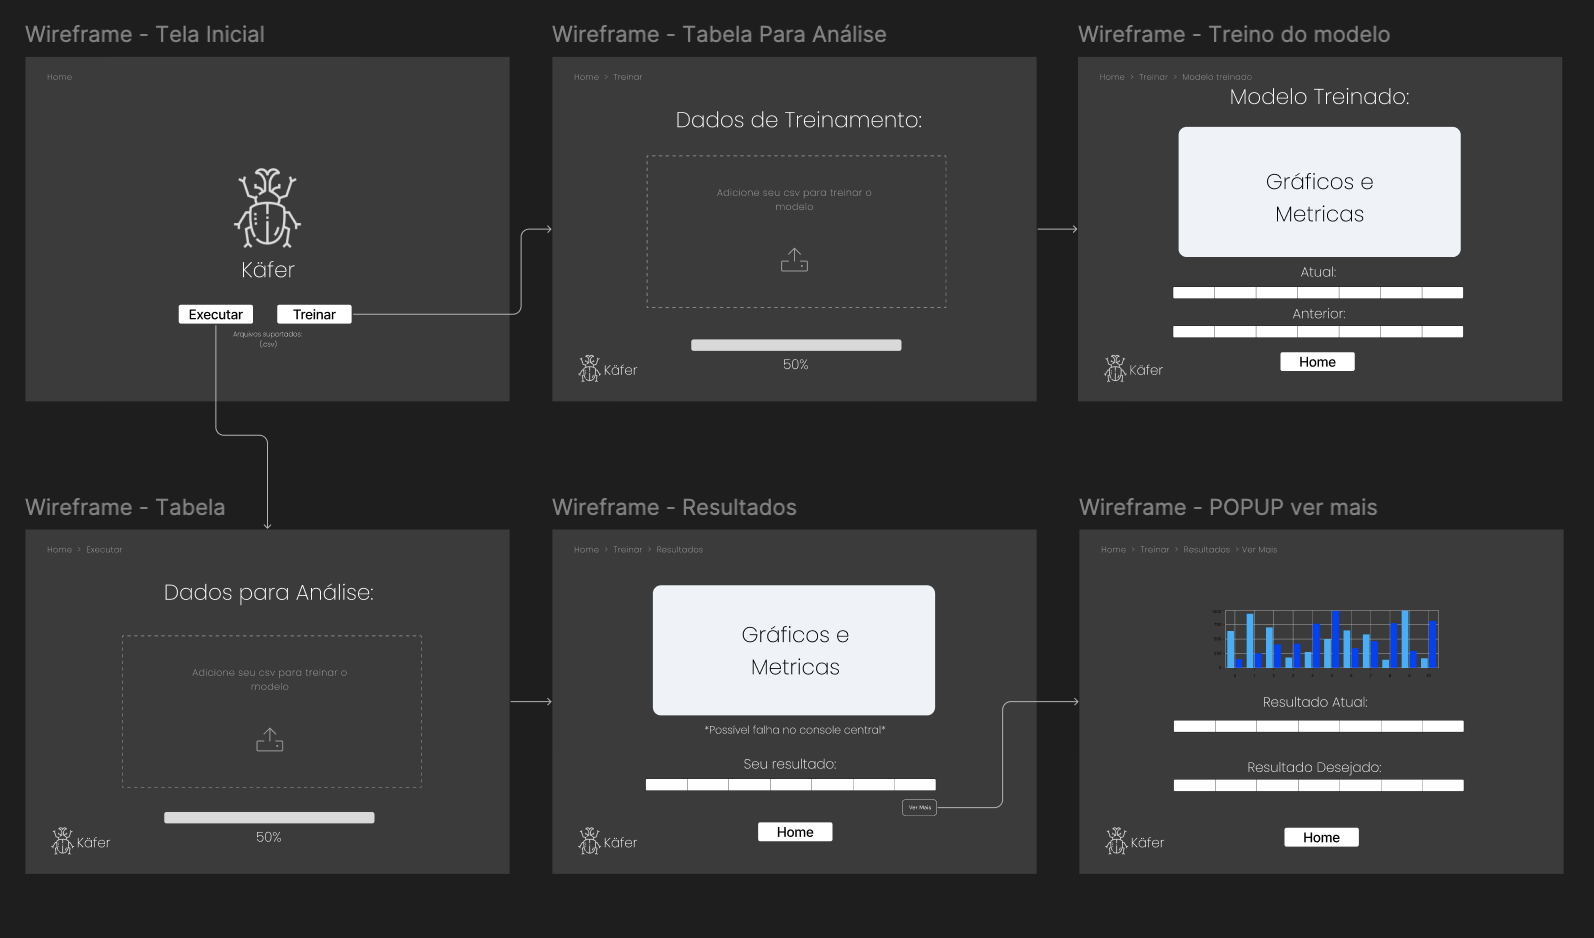 Wireframe - Tela Inicial
Home
Käfer
Executar
Treinar
Arquivos suportados:
(.csv)
Wireframe - Tabela Para Análise
Home > Treinar
Dados de Treinamento:
Adicione seu csv para treinar o
modelo
50%
Käfer
Wireframe - Treino do modelo
Home > Treinar > Modelo treinado
Modelo Treinado:
Gráficos e
Metricas
Atual:
Anterior:
Home
Käfer
Wireframe - Tabela
Home > Executar
Dados para Análise:
Adicione seu csv para treinar o
modelo
50%
Käfer
Wireframe - Resultados
Home > Treinar > Resultados
Gráficos e
Metricas
*Possível falha no console central*
Seu resultado:
Ver Mais
Home
Käfer
Wireframe - POPUP ver mais
Home > Treinar > Resultados > Ver Mais
Resultado Atual:
Resultado Desejado:
Home
Käfer